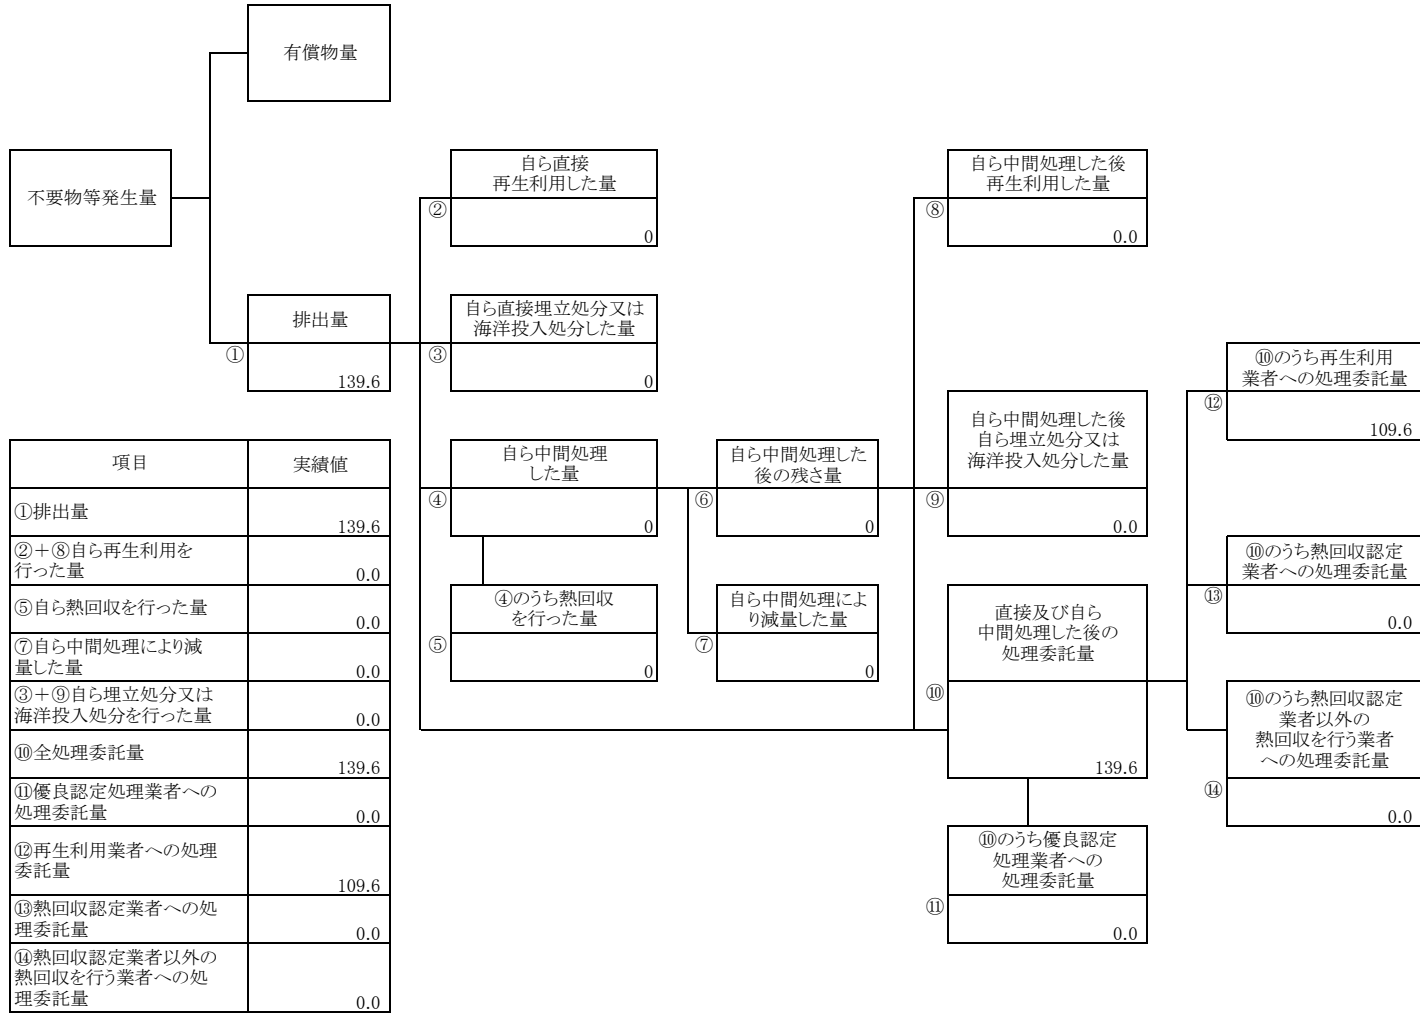 有償物量
不要物等発生量
自ら直接
再生利用した量
②
0
自ら中間処理した後
再生利用した量
⑧
0.0
排出量
①
139.6
自ら直接埋立処分又は
海洋投入処分した量
③
0
⑩のうち再生利用
業者への処理委託量
⑫
109.6
自ら中間処理
した量
④
0
自ら中間処理した
後の残さ量
⑥
0
自ら中間処理した後
自ら埋立処分又は
海洋投入処分した量
⑨
0.0
⑩のうち熱回収認定
業者への処理委託量
⑬
0.0
④のうち熱回収
を行った量
⑤
0
自ら中間処理によ
り減量した量
⑦
0
直接及び自ら
中間処理した後の
処理委託量
⑩
139.6
⑩のうち熱回収認定
業者以外の
熱回収を行う業者
への処理委託量
⑭
0.0
⑩のうち優良認定
処理業者への
処理委託量
⑪
0.0
項目
実績値
①排出量
139.6
②＋⑧自ら再生利用を
行った量
0.0
⑤自ら熱回収を行った量
0.0
⑦自ら中間処理により減
量した量
0.0
③＋⑨自ら埋立処分又は
海洋投入処分を行った量
0.0
⑩全処理委託量
139.6
⑪優良認定処理業者への
処理委託量
0.0
⑫再生利用業者への処理
委託量
109.6
⑬熱回収認定業者への処
理委託量
0.0
⑭熱回収認定業者以外の
熱回収を行う業者への処
理委託量
0.0